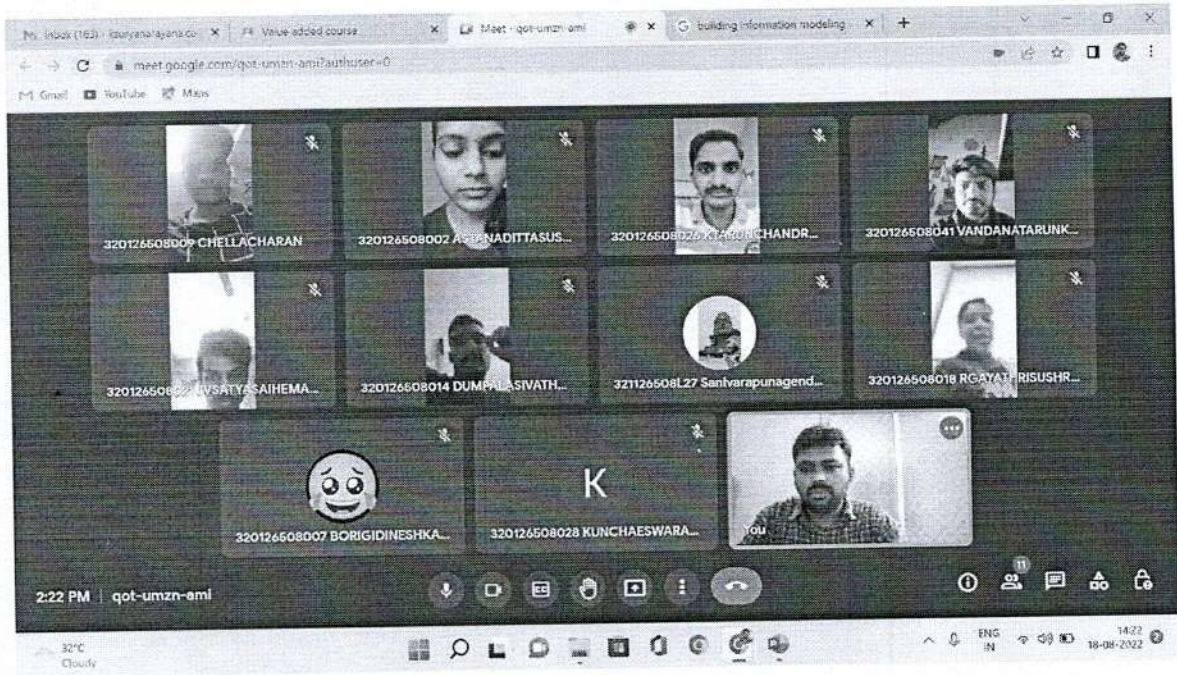 Inbox (163) -
Value added course
Meet - qot-umzn-ami
building information modeling
meet.google.com/qot-umzn-ami?authuser=0
Gmail YouTube Maps
320126508009 CHELLACHARAN
320126508002
320126508026
320126508041 VANDANATARUNK...
320126508014 DUMPALASIVATH...
321126508L27 Sanivarapunagend...
320126508018 RGAYATHRISUSHR...
320126508007 BORIGIDINESHKA...
K
320126508028 KUNCHAESWARA...
You
2:22 PM | qot-umzn-ami
CC
11
32°C
Cloudy
ENG
IN
14:22
18-08-2022